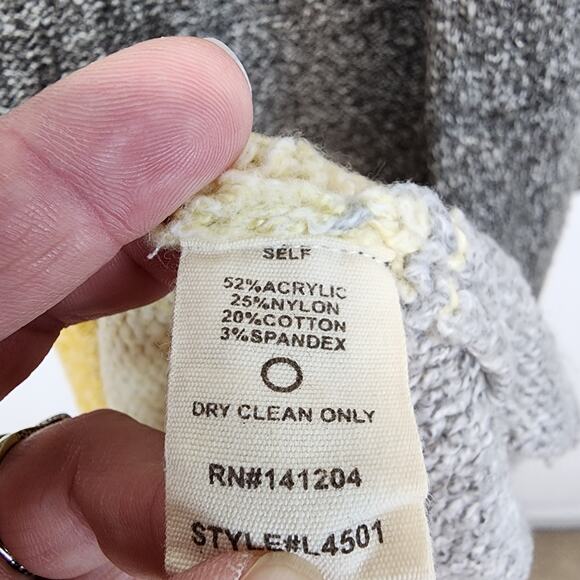 SELF
52%ACRYLIC
25%NYLON
20%COTTON
3%SPANDEX
DRY CLEAN ONLY
RN#141204
STYLE#L4501